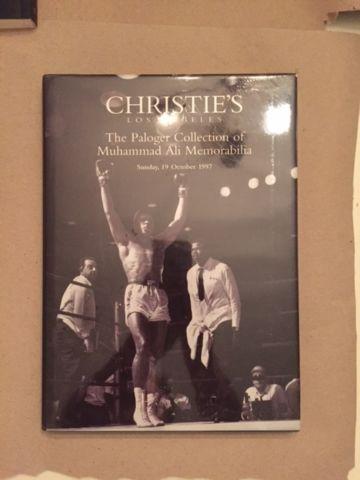 CHRISTIE'S
LOS ANGELES
The Paloger Collection of
Muhammad Ali Memorabilia
Sunday, 19 October 1997